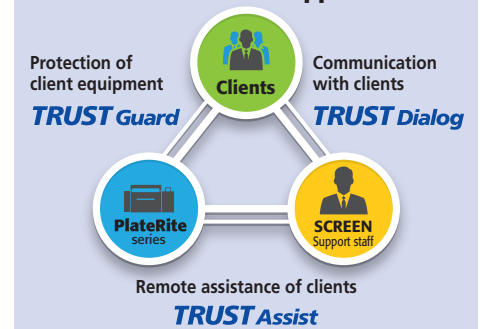 Clients
Protection of
client equipment
TRUST Guard
Communication
with clients
TRUST Dialog
PlateRite
series
SCREEN
Support staff
Remote assistance of clients
TRUST Assist